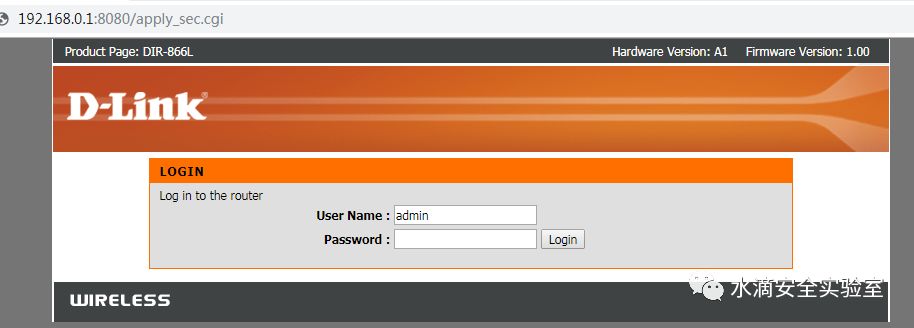 192.168.0.1:8080/apply_sec.cgi
Product Page: DIR-866L Hardware Version: A1 Firmware Version: 1.00
D-Link®
LOGIN
Log in to the router
User Name : admin
Password : Login
WIRELESS
水滴安全实验室